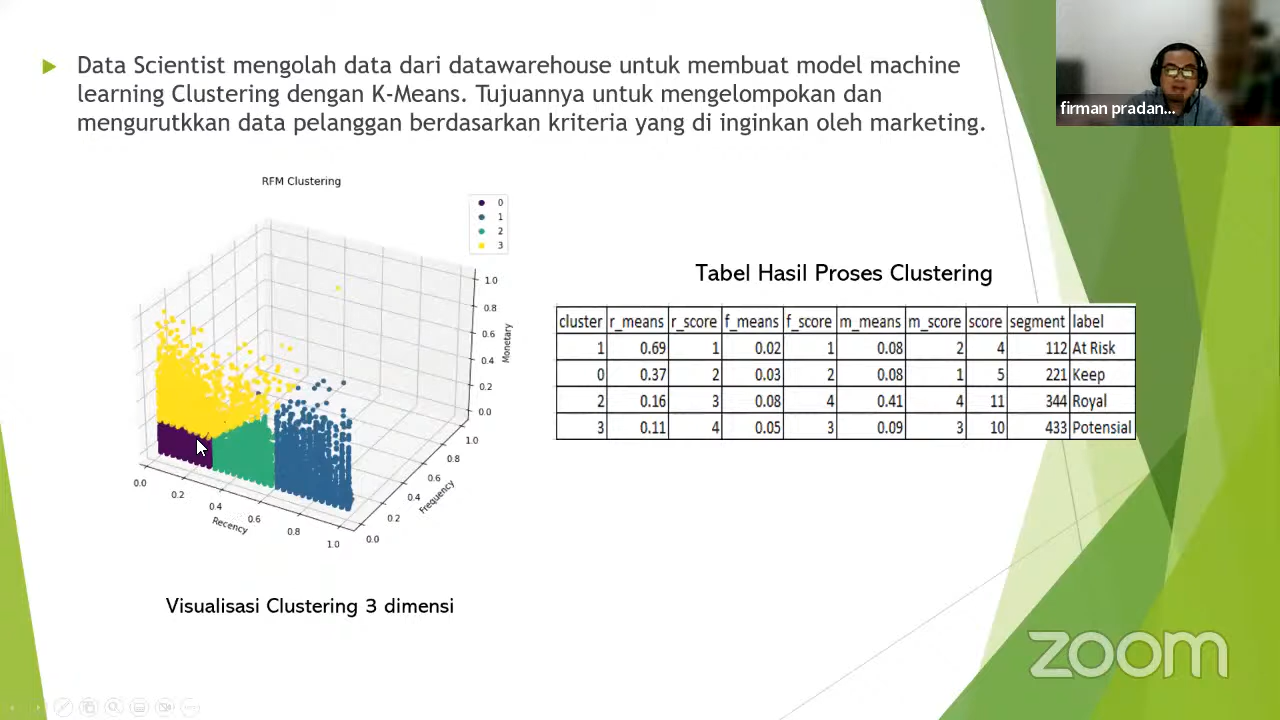 Data Scientist mengolah data dari datawarehouse untuk membuat model machine
learning Clustering dengan K-Means. Tujuannya untuk mengelompokan dan
mengurutkkan data pelanggan berdasarkan kriteria yang di inginkan oleh marketing.
firman pradan...
RFM Clustering
0
1
2
3
1.0
0.8
0.6
0.4
0.2
0.0
Monetary
1.0
0.8
0.6
0.4
0.2
0.0
Frequency
0.0
0.2
0.4
0.6
0.8
1.0
Recency
Visualisasi Clustering 3 dimensi
Tabel Hasil Proses Clustering
cluster r_means r_score f_means f_score m_means m_score score segment label
1 0.69 1 0.02 1 0.08 2 4 112 At Risk
0 0.37 2 0.03 2 0.08 1 5 221 Keep
2 0.16 3 0.08 4 0.41 4 11 344 Royal
3 0.11 4 0.05 3 0.09 3 10 433 Potensial
zoom